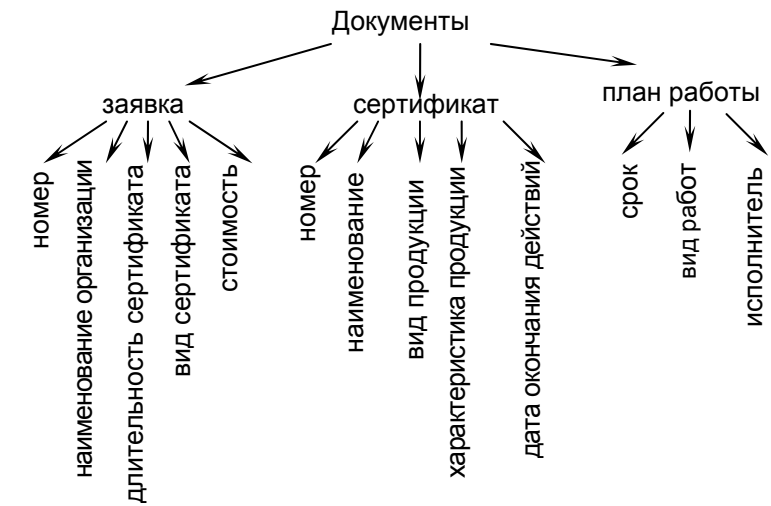 Документы
заявка
сертификат
план работы
номер
наименование организации
длительность сертификата
вид сертификата
стоимость
номер
наименование
вид продукции
характеристика продукции
дата окончания действий
срок
вид работ
исполнитель